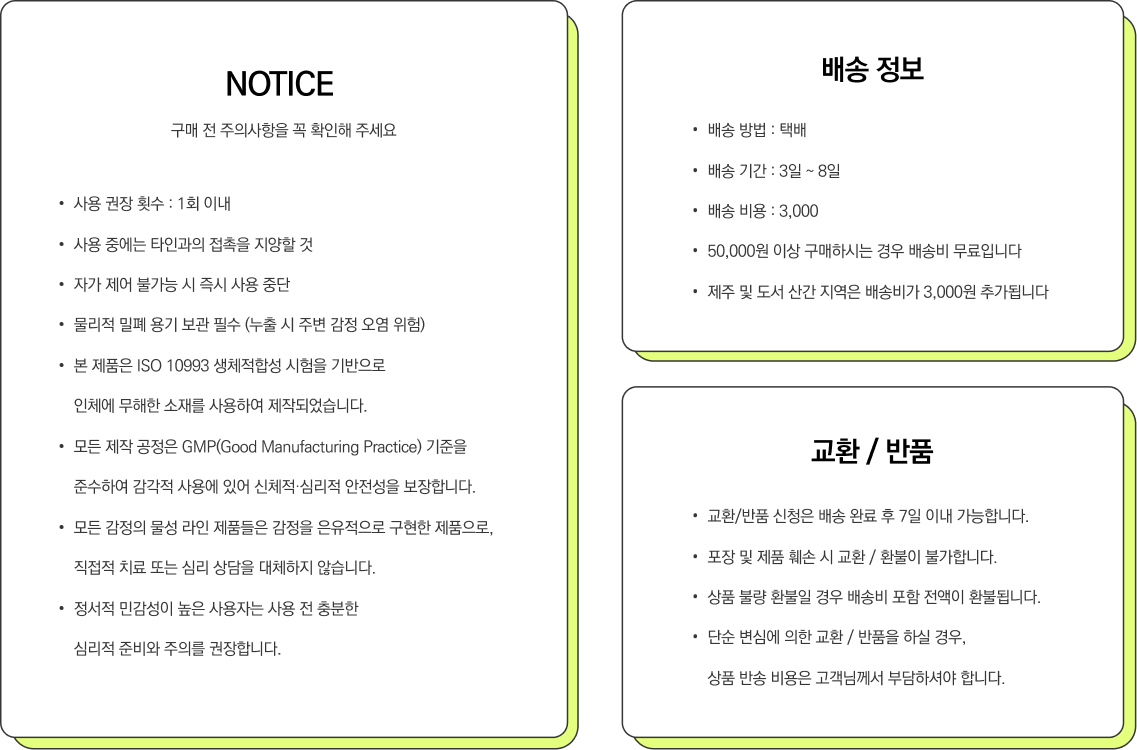 NOTICE
구매 전 주의사항을 꼭 확인해 주세요
• 사용 권장 횟수 : 1회 이내
• 사용 중에는 타인과의 접촉을 지양할 것
• 자가 제어 불가능 시 즉시 사용 중단
• 물리적 밀폐 용기 보관 필수 (누출 시 주변 감정 오염 위험)
• 본 제품은 ISO 10993 생체적합성 시험을 기반으로
인체에 무해한 소재를 사용하여 제작되었습니다.
• 모든 제작 공정은 GMP(Good Manufacturing Practice) 기준을
준수하여 감각적 사용에 있어 신체적·심리적 안전성을 보장합니다.
• 모든 감정의 물성 라인 제품들은 감정을 은유적으로 구현한 제품으로,
직접적 치료 또는 심리 상담을 대체하지 않습니다.
• 정서적 민감성이 높은 사용자는 사용 전 충분한
심리적 준비와 주의를 권장합니다.
배송 정보
• 배송 방법 : 택배
• 배송 기간 : 3일 ~ 8일
• 배송 비용 : 3,000
• 50,000원 이상 구매하시는 경우 배송비 무료입니다
• 제주 및 도서 산간 지역은 배송비가 3,000원 추가됩니다
교환 / 반품
• 교환/반품 신청은 배송 완료 후 7일 이내 가능합니다.
• 포장 및 제품 훼손 시 교환 / 환불이 불가합니다.
• 상품 불량 환불일 경우 배송비 포함 전액이 환불됩니다.
• 단순 변심에 의한 교환 / 반품을 하실 경우,
상품 반송 비용은 고객님께서 부담하셔야 합니다.